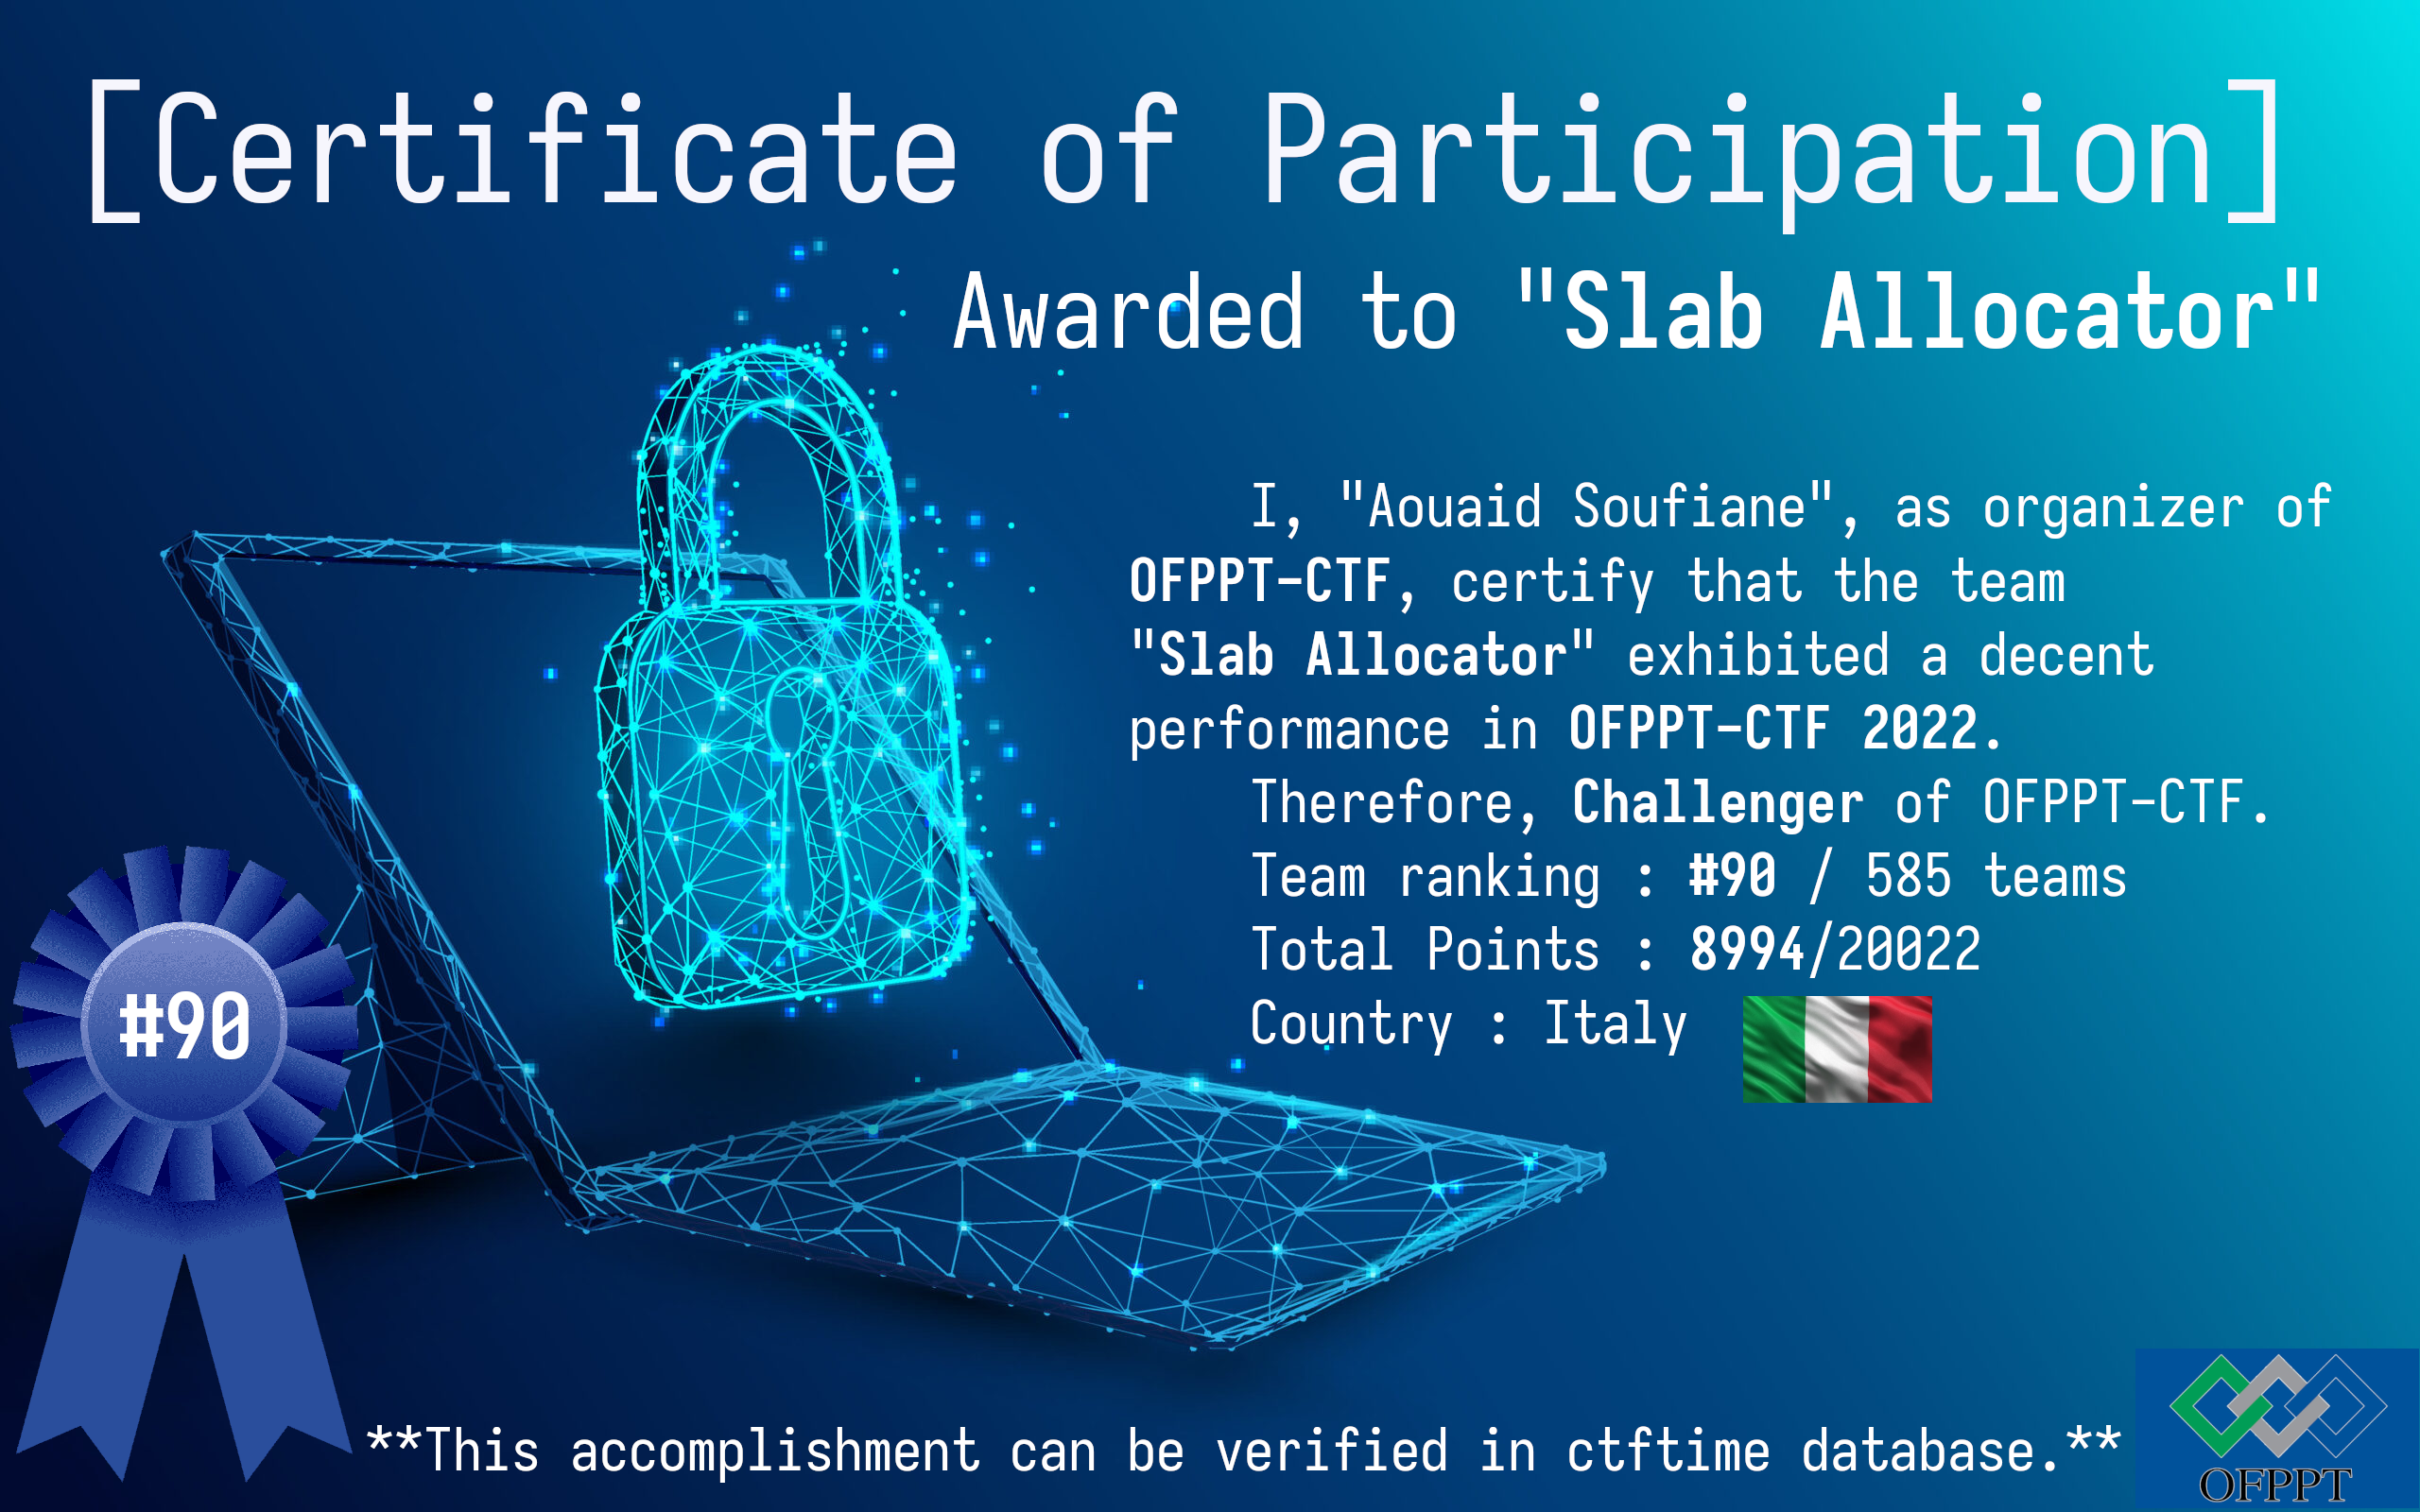 [Certificate of Participation]
Awarded to "Slab Allocator"
I, "Aouaid Soufiane", as organizer of
OFPPT-CTF, certify that the team
"Slab Allocator" exhibited a decent
performance in OFPPT-CTF 2022.
Therefore, Challenger of OFPPT-CTF.
Team ranking : #90 / 585 teams
Total Points : 8994/20022
Country : Italy
#90
**This accomplishment can be verified in ctftime database.**
OFPPT